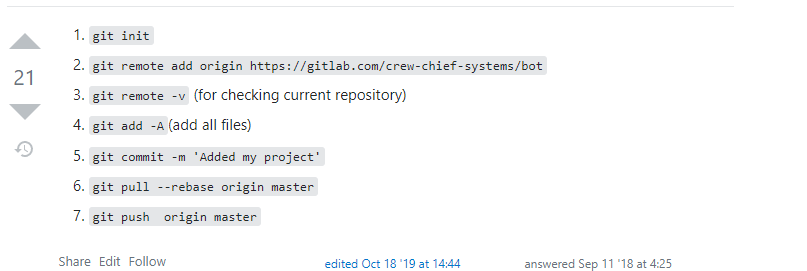 1. git init
2. git remote add origin https://gitlab.com/crew-chief-systems/bot
21
3. git remote -v (for checking current repository)
4. git add -A (add all files)
5. git commit -m 'Added my project'
6. git pull --rebase origin master
7. git push  origin master
Share Edit Follow edited Oct 18 '19 at 14:44 answered Sep 11 '18 at 4:25